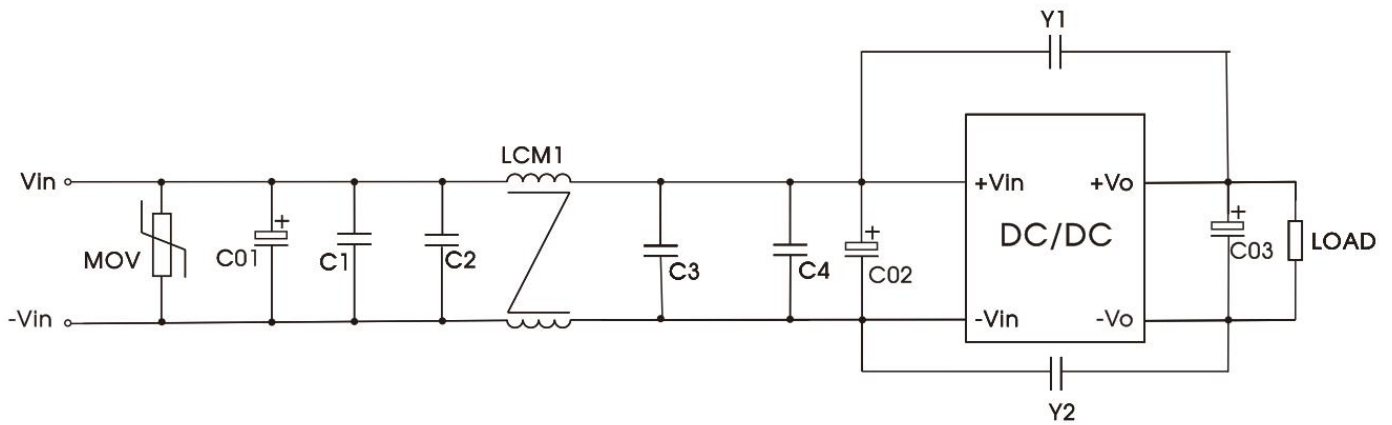 Y1
LCM1
Vin
+Vin
+Vo
+
+
+
MOV
C01
C1
C2
C3
C4
C02
DC/DC
C03
LOAD
-Vin
-Vin
-Vo
Y2